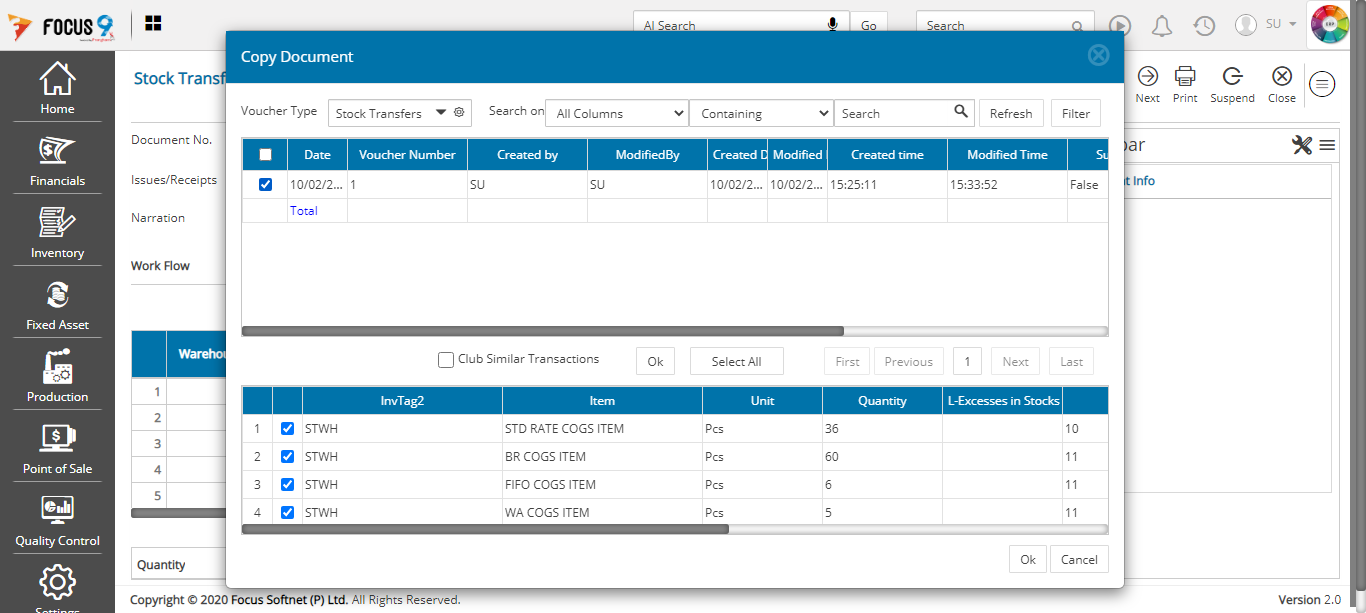 FOCUS 9
AI Search
Go
Search
SU
Home
Financials
Inventory
Fixed Asset
Production
Point of Sale
Quality Control
Settings
Stock Transf
Next
Print
Suspend
Close
Document No.
Issues/Receipts
Narration
Work Flow
Warehou
1
2
3
4
5
Quantity
bar
t Info
Copy Document
Voucher Type
Stock Transfers
Search on
All Columns
Containing
Search
Refresh
Filter
Date Voucher Number Created by ModifiedBy Created D Modified Created time Modified Time Su
10/02/2... 1 SU SU 10/02/2... 10/02/2... 15:25:11 15:33:52 False
Total
Club Similar Transactions
Ok
Select All
First
Previous
1
Next
Last
InvTag2 Item Unit Quantity L-Excesses in Stocks
1 STWH STD RATE COGS ITEM Pcs 36 10
2 STWH BR COGS ITEM Pcs 60 11
3 STWH FIFO COGS ITEM Pcs 6 11
4 STWH WA COGS ITEM Pcs 5 11
Ok
Cancel
Copyright © 2020 Focus Softnet (P) Ltd. All Rights Reserved.
Version 2.0